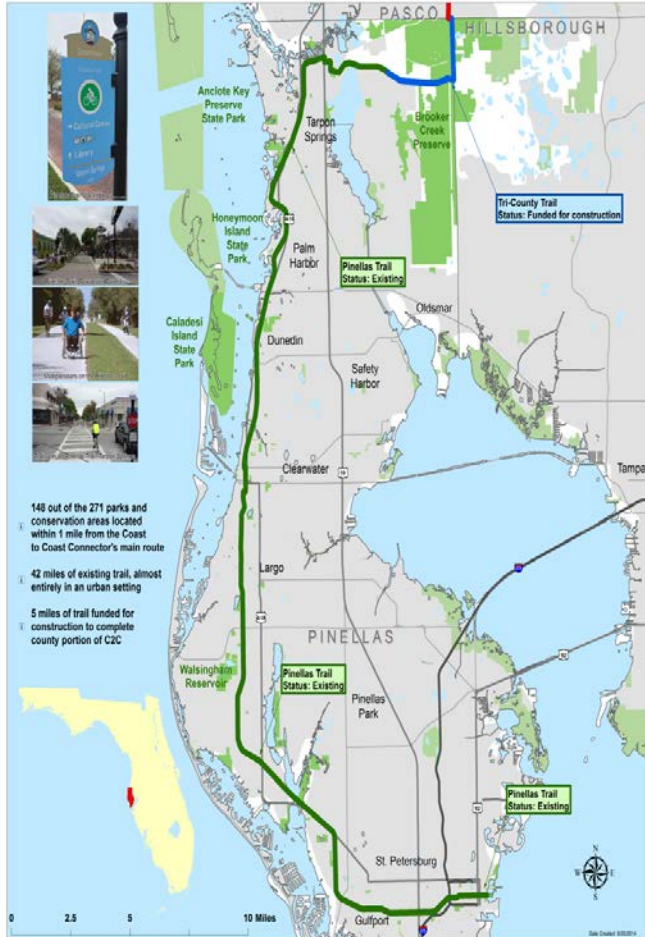 PASCO
HILLSBOROUGH
Anclote Key
Preserve
State Park
Tarpon
Springs
Brooker
Creek
Preserve
Tri-County Trail
Status: Funded for construction
Honeymoon
Island
State
Park
Palm
Harbor
Pinellas Trail
Status: Existing
Oldsmar
Caladesi
Island
State
Park
Dunedin
Safety
Harbor
Clearwater
19
Tampa
148 out of the 271 parks and
conservation areas located
within 1 mile from the Coast
to Coast Connector's main route
42 miles of existing trail, almost
entirely in an urban setting
5 miles of trail funded for
construction to complete
county portion of C2C
Largo
PINELLAS
92
Walsingham
Reservoir
Pinellas Trail
Status: Existing
Pinellas
Park
Pinellas Trail
Status: Existing
St. Petersburg
Gulfport
N
W E
S
0 2.5 5 10 Miles
Cultural Center
Library